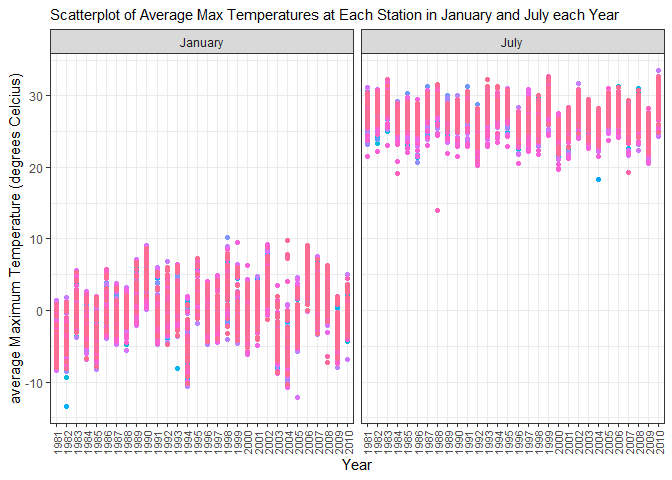 Scatterplot of Average Max Temperatures at Each Station in January and July each Year
January
July
average Maximum Temperature (degrees Celcius)
30
20
10
0
-10
1981 1982 1983 1984 1985 1986 1987 1988 1989 1990 1991 1992 1993 1994 1995 1996 1997 1998 1999 2000 2001 2002 2003 2004 2005 2006 2007 2008 2009 2010
1981 1982 1983 1984 1985 1986 1987 1988 1989 1990 1991 1992 1993 1994 1995 1996 1997 1998 1999 2000 2001 2002 2003 2004 2005 2006 2007 2008 2009 2010
Year